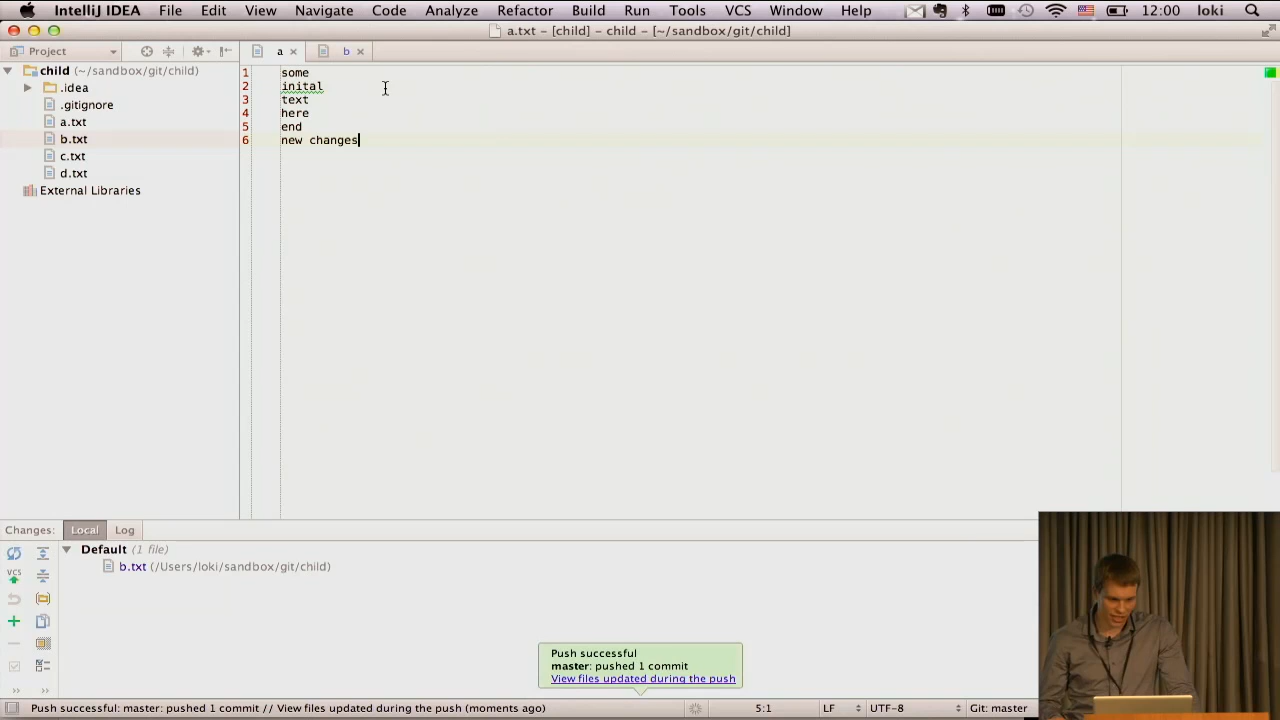 IntelliJ IDEA File Edit View Navigate Code Analyze Refactor Build Run Tools VCS Window Help 12:00 loki
a.txt – [child] – child – [~/sandbox/git/child]
Project a b
child (~/sandbox/git/child)
.idea
.gitignore
a.txt
b.txt
c.txt
d.txt
External Libraries
1 some
2 inital
3 text
4 here
5 end
6 new changes
Changes: Local Log
Default (1 file)
b.txt (/Users/loki/sandbox/git/child)
VCS
Push successful
master: pushed 1 commit
View files updated during the push
Push successful: master: pushed 1 commit // View files updated during the push (moments ago) 5:1 LF UTF-8 Git: master